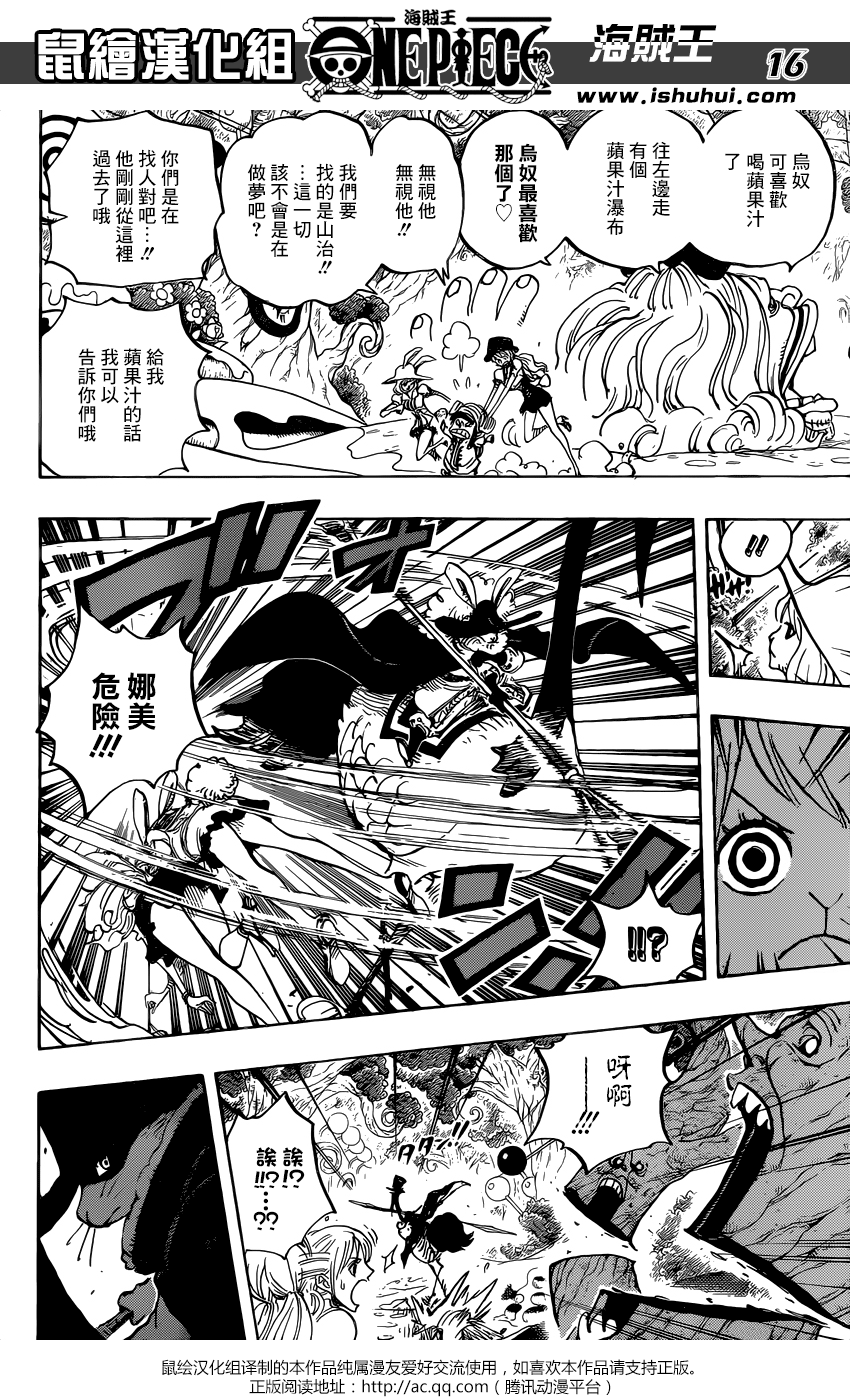 鼠繪漢化組
海賊王
ONE PIECE
海賊王
www.ishuhui.com
16
烏奴
可喜歡
喝蘋果汁
了
往左邊走
有個
蘋果汁瀑布
烏奴最喜歡
那個了♡
無視他
無視他!!
我們要
找的是山治!!
…這一切
該不會是在
做夢吧?
你們是在
找人對吧…!!
他剛剛從這裡
過去了哦
給我
蘋果汁的話
我可以
告訴你們哦
!!
娜美
危險!!!
!!?
呀啊
——!!!
タタン!!
誒!?
誒!!?…??
鼠绘汉化组译制的本作品纯属漫友爱好交流使用，如喜欢本作品请支持正版。
正版阅读地址：http://ac.qq.com（腾讯动漫平台）